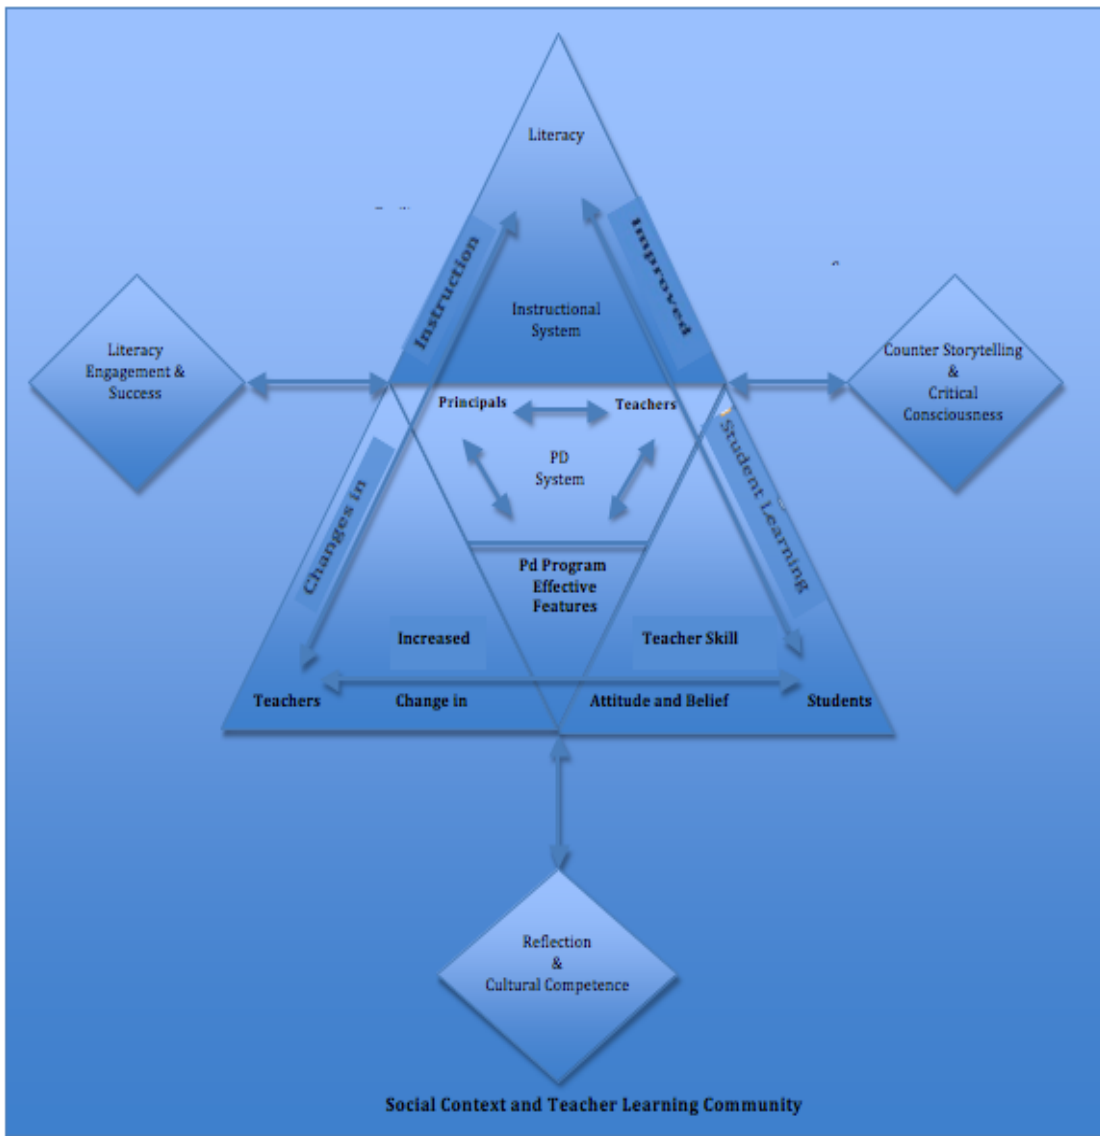 Literacy
Instruction
Improved
Instructional
System
Literacy
Engagement &
Success
Counter Storytelling
&
Critical
Consciousness
Principals
Teachers
PD
System
Changes in
Student Learning
Pd Program
Effective
Features
Increased
Teacher Skill
Teachers
Change in
Attitude and Belief
Students
Reflection
&
Cultural Competence
Social Context and Teacher Learning Community